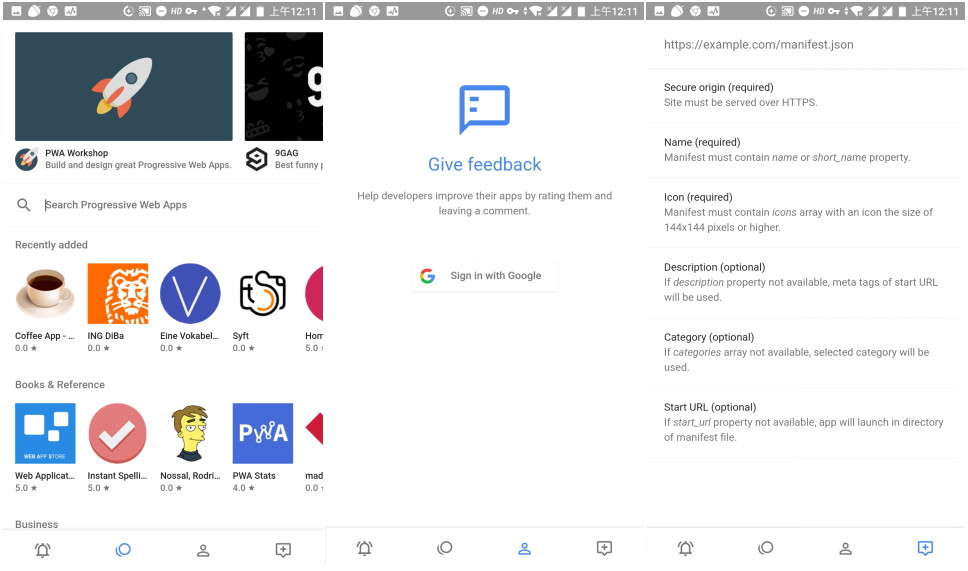 HD 上午12:11
9
PWA Workshop
Build and design great Progressive Web Apps.
9GAG
Best funny p
Search Progressive Web Apps
Recently added
Coffee App - ...
0.0 ★
ING DiBa
0.0 ★
Eine Vokabel...
0.0 ★
Syft
0.0 ★
Hom
5.0
Books & Reference
WEB APP STORE
PWA
Web Applicat...
5.0 ★
Instant Spelli...
5.0 ★
Nossal, Rodri...
0.0 ★
PWA Stats
4.0 ★
mad
0.0
Business
HD 上午12:11
Give feedback
Help developers improve their apps by rating them and
leaving a comment.
Sign in with Google
HD 上午12:11
https://example.com/manifest.json
Secure origin (required)
Site must be served over HTTPS.
Name (required)
Manifest must contain name or short_name property.
Icon (required)
Manifest must contain icons array with an icon the size of
144x144 pixels or higher.
Description (optional)
If description property not available, meta tags of start URL
will be used.
Category (optional)
If categories array not available, selected category will be
used.
Start URL (optional)
If start_url property not available, app will launch in directory
of manifest file.